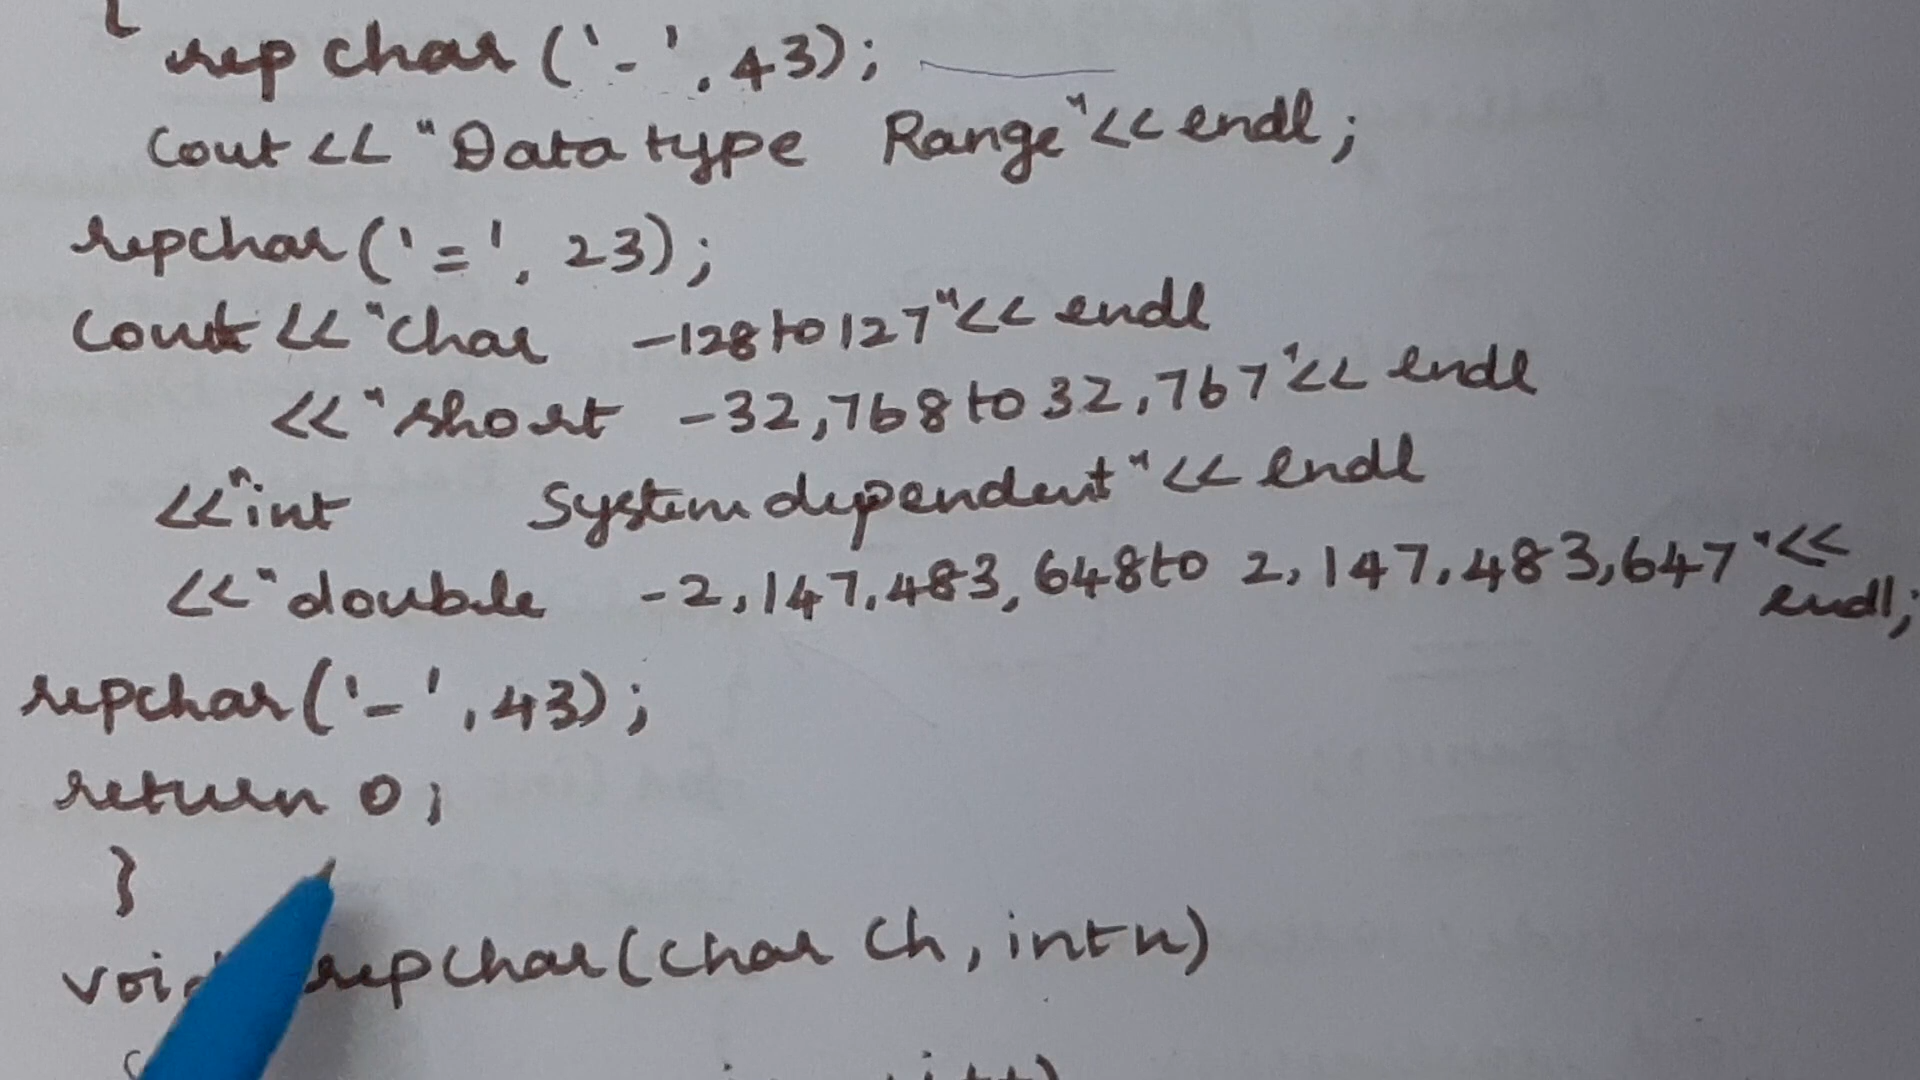 {
repchar('-', 43);
cout << "Data type Range" << endl;
repchar('=', 23);
cout << "char -128 to 127" << endl
<< "short -32,768 to 32,767" << endl
<< "int System dependent" << endl
<< "double -2,147,483,648 to 2,147,483,647" <<
endl;
repchar('-', 43);
return 0;
}
void repchar(char ch, int n)